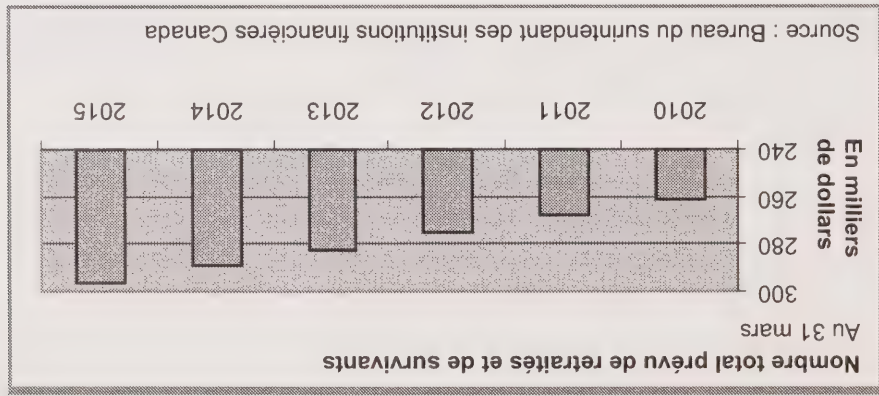 Nombre total prévu de retraités et de survivants
Au 31 mars
En milliers
de dollars
300
280
260
240
2010 2011 2012 2013 2014 2015
Source : Bureau du surintendant des institutions financières Canada